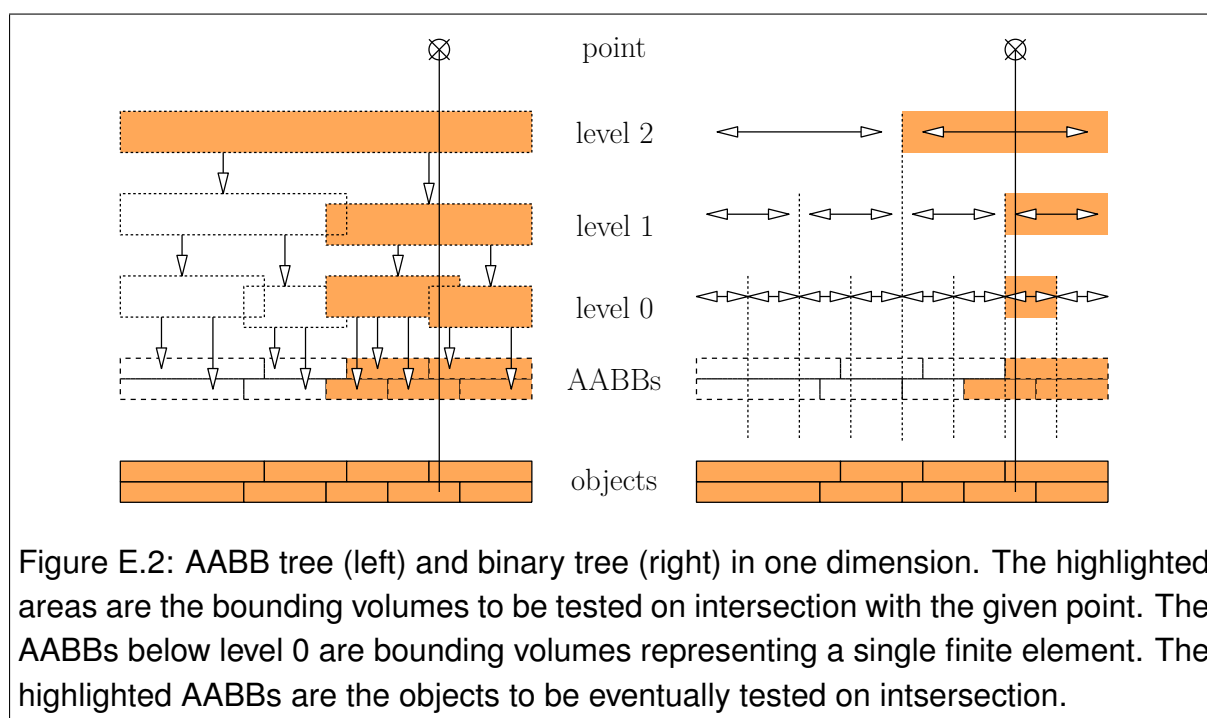 point
level 2
level 1
level 0
AABBs
objects
Figure E.2: AABB tree (left) and binary tree (right) in one dimension. The highlighted
areas are the bounding volumes to be tested on intersection with the given point. The
AABBs below level 0 are bounding volumes representing a single finite element. The
highlighted AABBs are the objects to be eventually tested on intsersection.